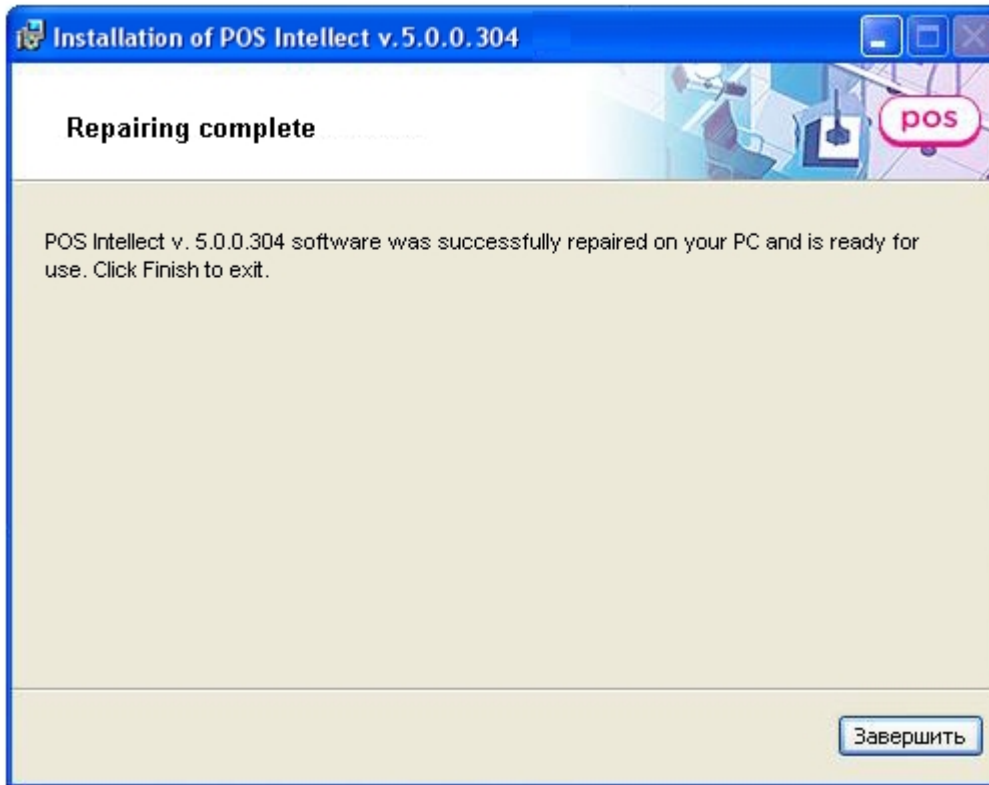 Installation of POS Intellect v.5.0.0.304
Repairing complete
pos
POS Intellect v. 5.0.0.304 software was successfully repaired on your PC and is ready for
use. Click Finish to exit.
Завершить